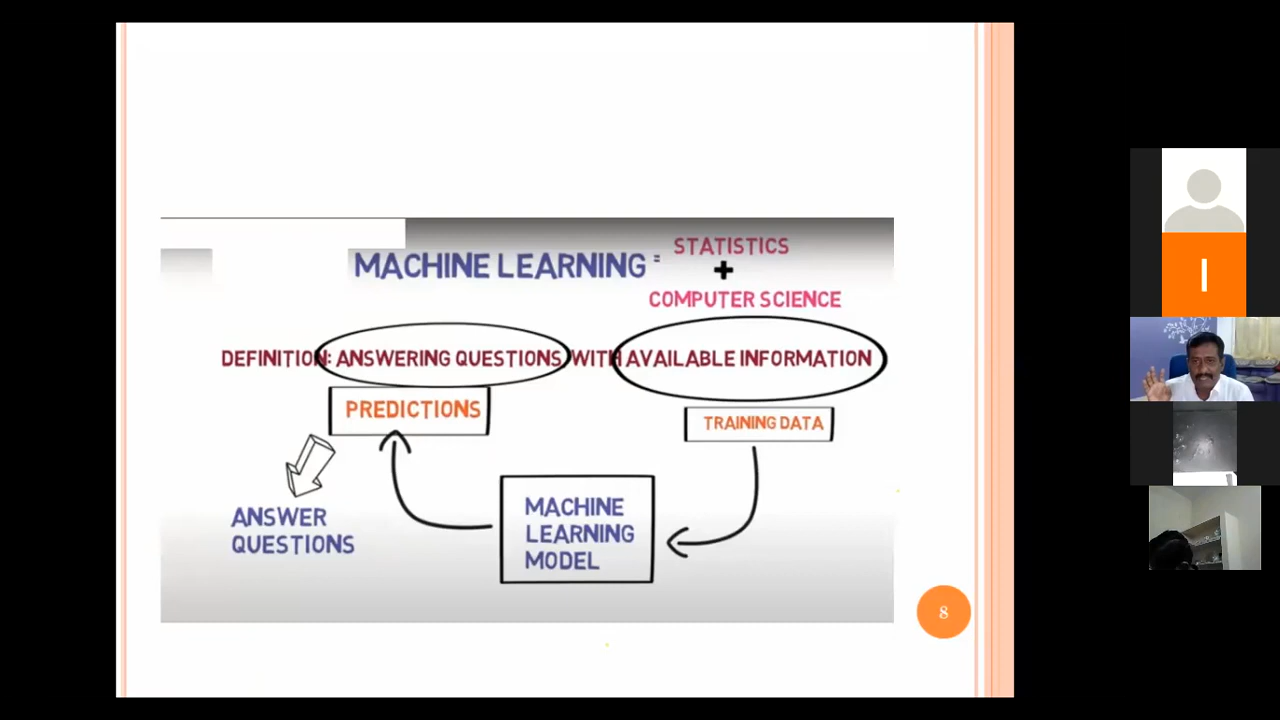 STATISTICS
MACHINE LEARNING =
+
COMPUTER SCIENCE
DEFINITION: ANSWERING QUESTIONS WITH AVAILABLE INFORMATION
PREDICTIONS
TRAINING DATA
MACHINE
LEARNING
MODEL
ANSWER
QUESTIONS
8
I